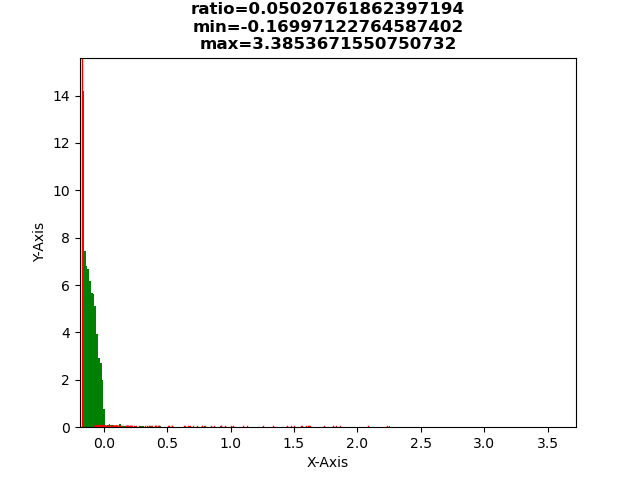 ratio=0.05020761862397194
min=-0.16997122764587402
max=3.3853671550750732
14
12
10
8
6
4
2
0
Y-Axis
0.0 0.5 1.0 1.5 2.0 2.5 3.0 3.5
X-Axis